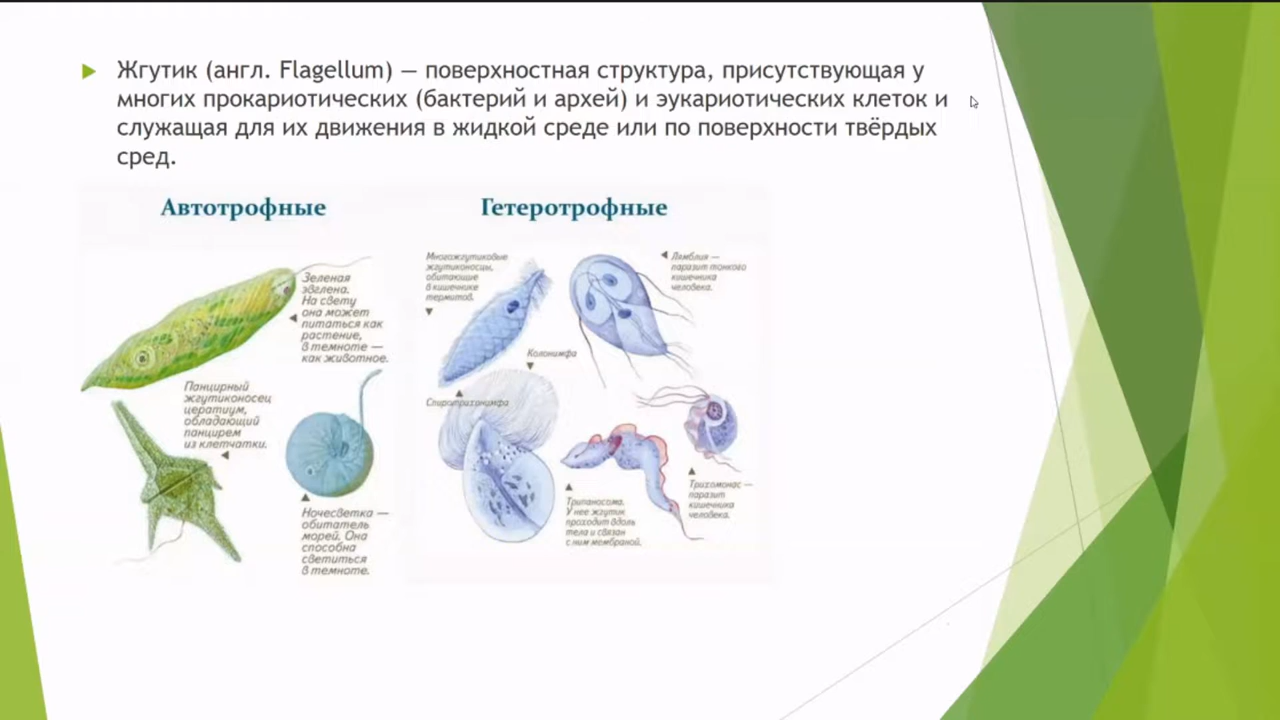 Жгутик (англ. Flagellum) — поверхностная структура, присутствующая у
многих прокариотических (бактерий и архей) и эукариотических клеток и
служащая для их движения в жидкой среде или по поверхности твёрдых
сред.
Автотрофные
Зеленая
эвглена.
На свету
она может
питаться как
растение,
в темноте —
как животное.
Панцирный
жгутиконосец
цератиум,
обладающий
панцирем
из клетчатки.
Ночесветка —
обитатель
морей. Она
способна
светиться
в темноте.
Гетеротрофные
Многожгутиковые
жгутиконосцы,
обитающие
в кишечнике
термитов.
Лямблия —
паразит тонкого
кишечника
человека.
Колонимфа
Спиротрихонимфа
Трипаносома.
У нее жгутик
проходит вдоль
тела и связан
с ним мембраной.
Трихомонас —
паразит
кишечника
человека.